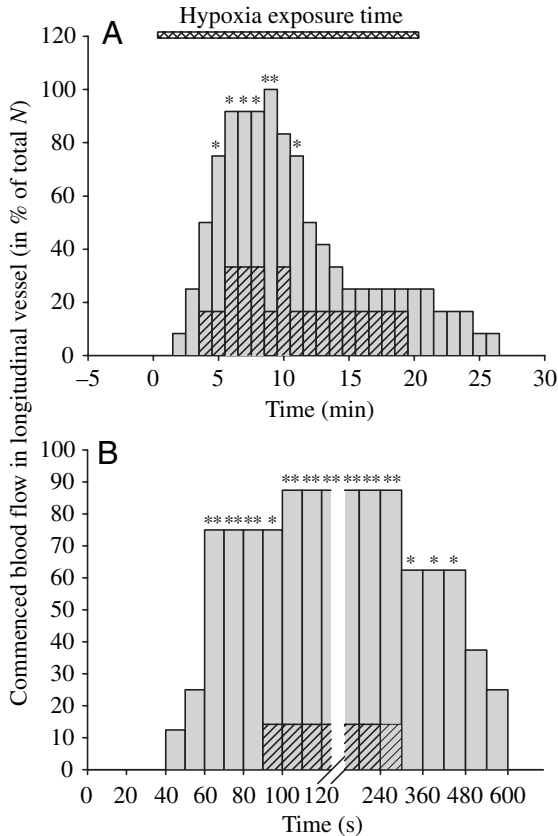 Hypoxia exposure time
A
120
100
80
60
40
20
0
* * * * ** *
−5 0 5 10 15 20 25 30
Time (min)
Commenced blood flow in longitudinal vessel (in % of total N)
B
100
90
80
70
60
50
40
30
20
10
0
** ** ** * ** ** ** ** ** ** * * *
0 20 40 60 80 100 120 240 360 480 600
Time (s)